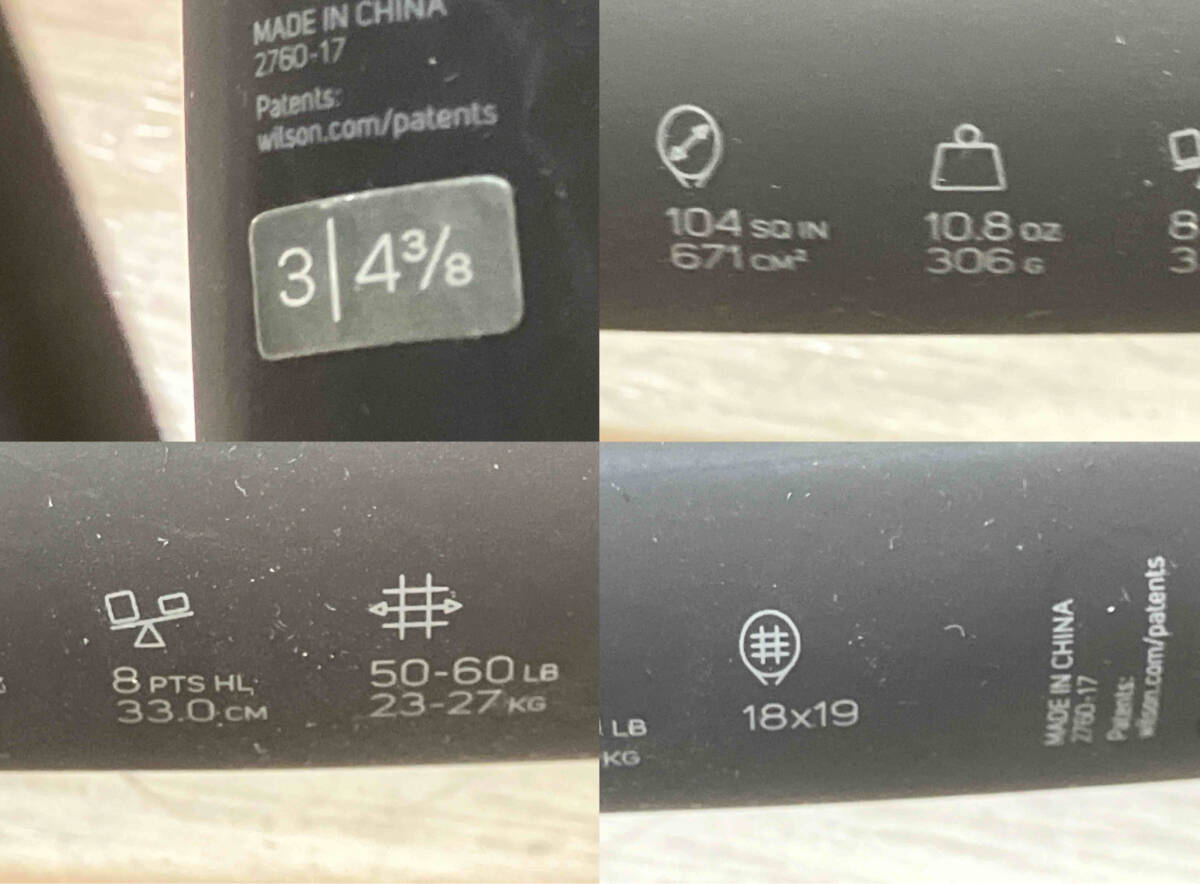 MADE IN CHINA
2760-17
Patents:
wilson.com/patents
3 | 4 3/8
104 SQ IN
671 CM²
10.8 OZ
306 G
8
3
8 PTS HL
33.0 CM
50-60 LB
23-27 KG
LB
KG
18x19
MADE IN CHINA
2760-17
Patents:
wilson.com/patents